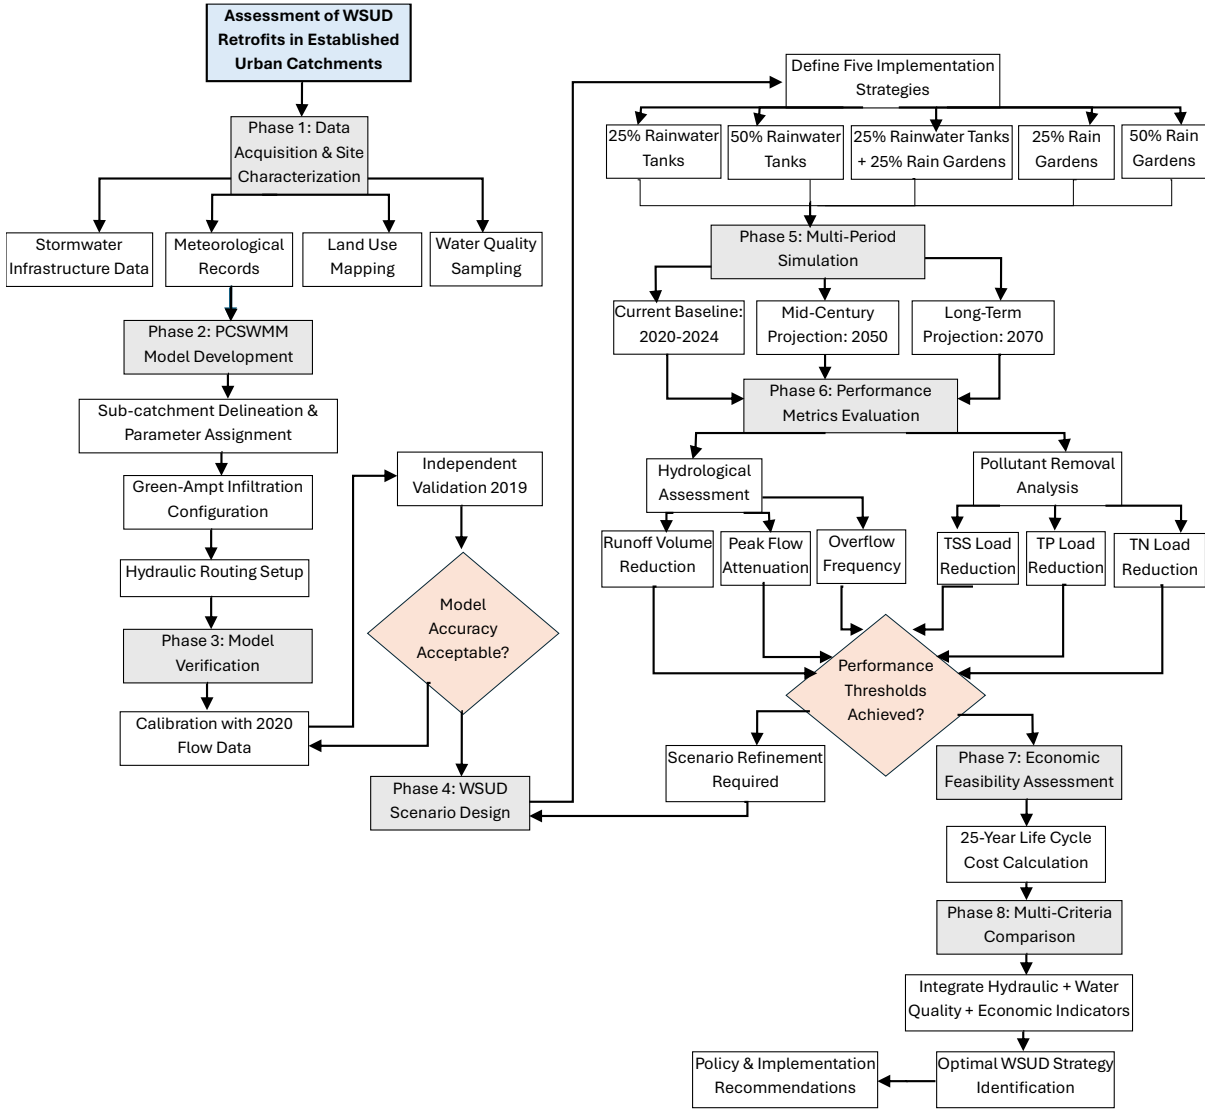 Assessment of WSUD
Retrofits in Established
Urban Catchments
Phase 1: Data
Acquisition & Site
Characterization
Stormwater
Infrastructure Data
Meteorological
Records
Land Use
Mapping
Water Quality
Sampling
Phase 2: PCSWMM
Model Development
Sub-catchment Delineation &
Parameter Assignment
Green-Ampt Infiltration
Configuration
Hydraulic Routing Setup
Phase 3: Model
Verification
Calibration with 2020
Flow Data
Independent
Validation 2019
Model
Accuracy
Acceptable?
Phase 4: WSUD
Scenario Design
Define Five Implementation
Strategies
25% Rainwater
Tanks
50% Rainwater
Tanks
25% Rainwater Tanks
+ 25% Rain Gardens
25% Rain
Gardens
50% Rain
Gardens
Phase 5: Multi-Period
Simulation
Current Baseline:
2020-2024
Mid-Century
Projection: 2050
Long-Term
Projection: 2070
Phase 6: Performance
Metrics Evaluation
Hydrological
Assessment
Pollutant Removal
Analysis
Runoff Volume
Reduction
Peak Flow
Attenuation
Overflow
Frequency
TSS Load
Reduction
TP Load
Reduction
TN Load
Reduction
Performance
Thresholds
Achieved?
Scenario Refinement
Required
Phase 7: Economic
Feasibility Assessment
25-Year Life Cycle
Cost Calculation
Phase 8: Multi-Criteria
Comparison
Integrate Hydraulic + Water
Quality + Economic Indicators
Optimal WSUD Strategy
Identification
Policy & Implementation
Recommendations